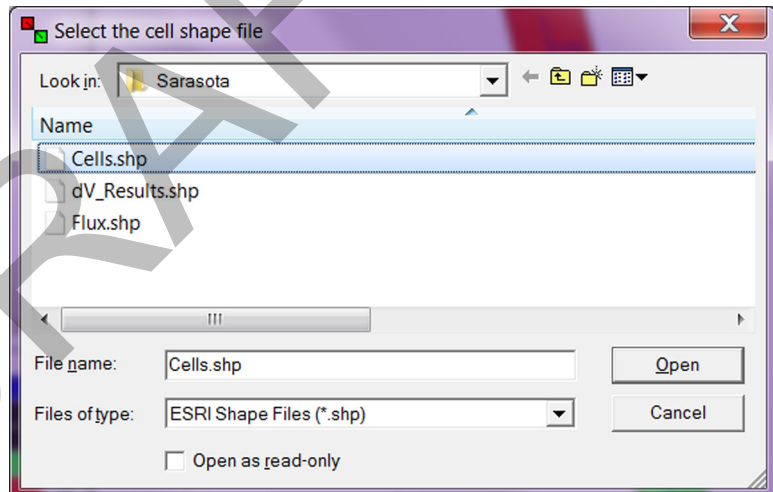 Select the cell shape file
Look in: Sarasota
Name
Cells.shp
dV_Results.shp
Flux.shp
File name: Cells.shp Open
Files of type: ESRI Shape Files (*.shp) Cancel
Open as read-only